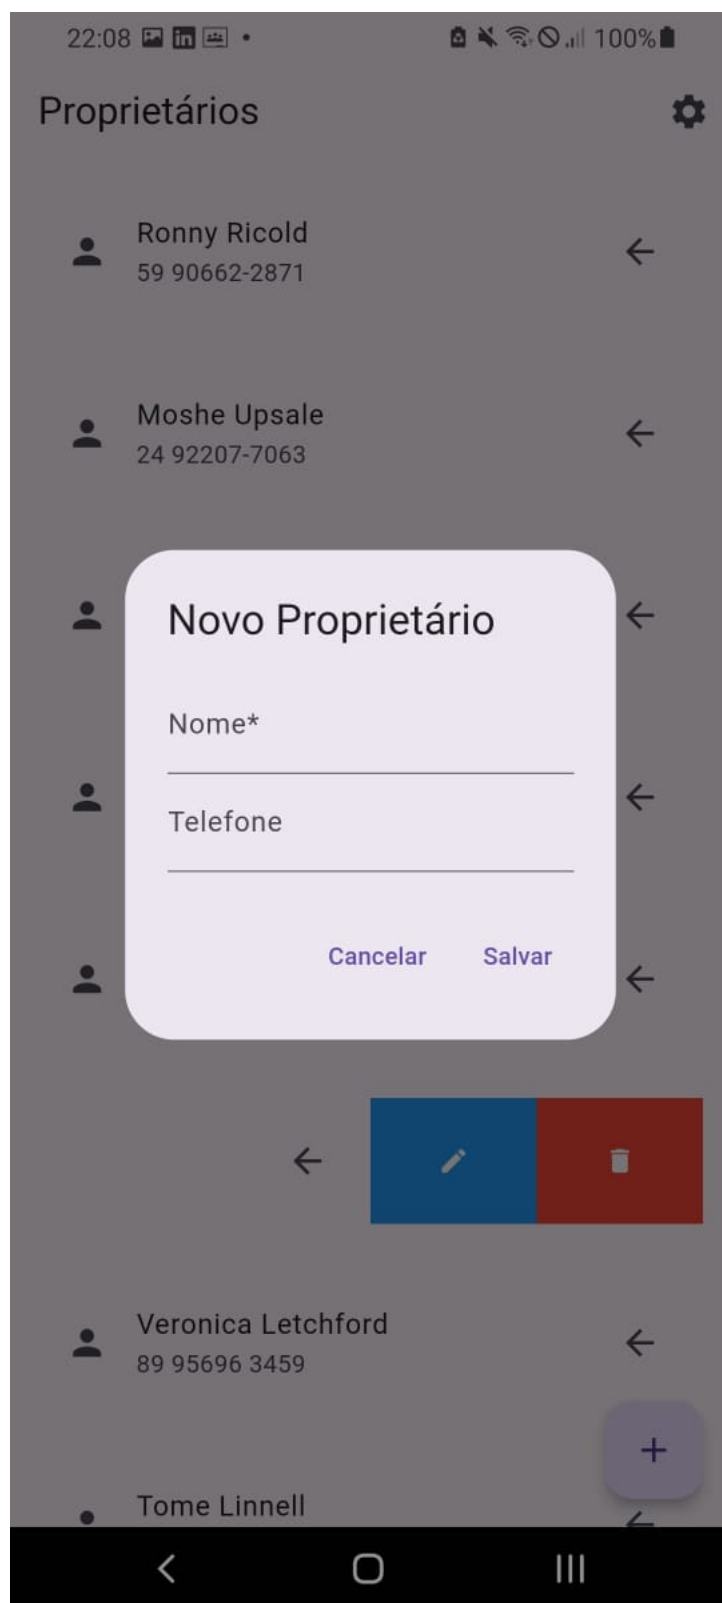 22:08 in 100%
Proprietários
Ronny Ricold
59 90662-2871
Moshe Upsale
24 92207-7063
Novo Proprietário
Nome*
Telefone
Cancelar Salvar
Veronica Letchford
89 95696 3459
Tome Linnell